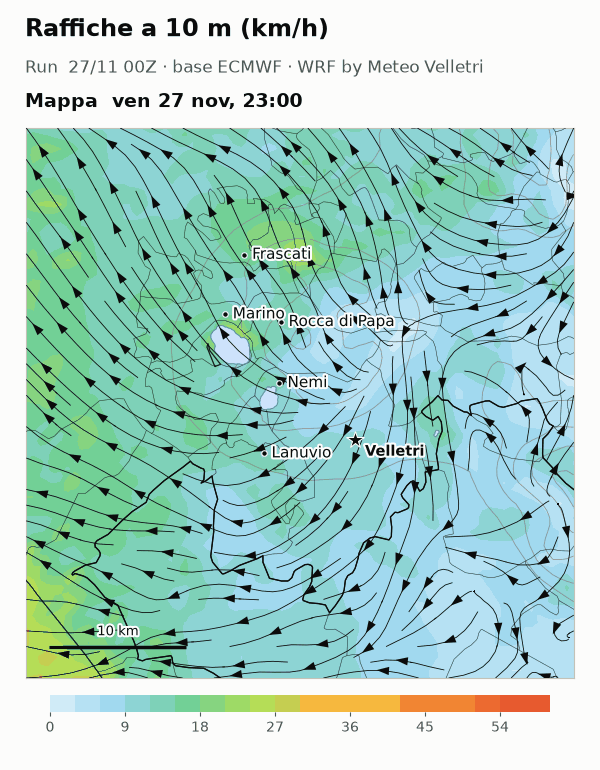 Raffiche a 10 m (km/h)
Run 27/11 00Z · base ECMWF · WRF by Meteo Velletri
Mappa ven 27 nov, 23:00
Frascati
Marino
Rocca di Papa
Nemi
Velletri
Lanuvio
10 km
0 9 18 27 36 45 54